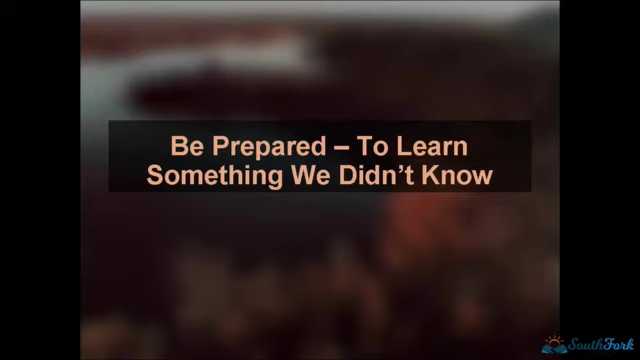 Be Prepared – To Learn
Something We Didn't Know
SouthFork